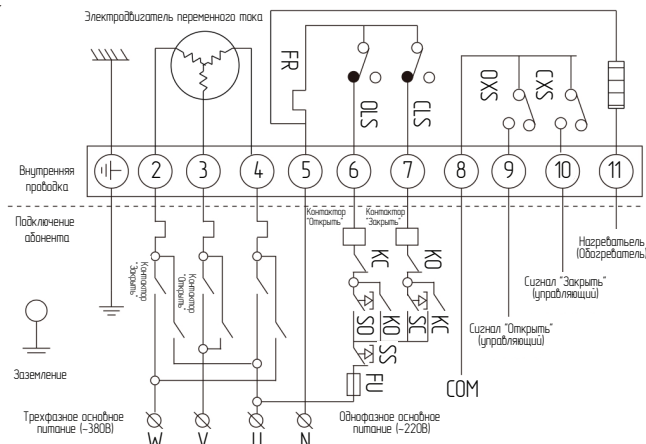 Электродвигатель переменного тока
FR
OLS
CLS
OXS
CXS
Внутренняя
проводка
2
3
4
5
6
7
8
9
10
11
Подключение
абонента
Контактор
"Закрыть"
Контактор
"Открыть"
Контактор
"Открыть"
Контактор
"Закрыть"
KC
KO
SO
KO
SC
KC
SS
FU
COM
Нагреватьель
(Обогреватель)
Сигнал "Закрыть"
(управляющий)
Сигнал "Открыть"
(управляющий)
Заземление
Трехфазное основное
питание (~380В)
W
V
U
N
Однофазное основное
питание (~220В)